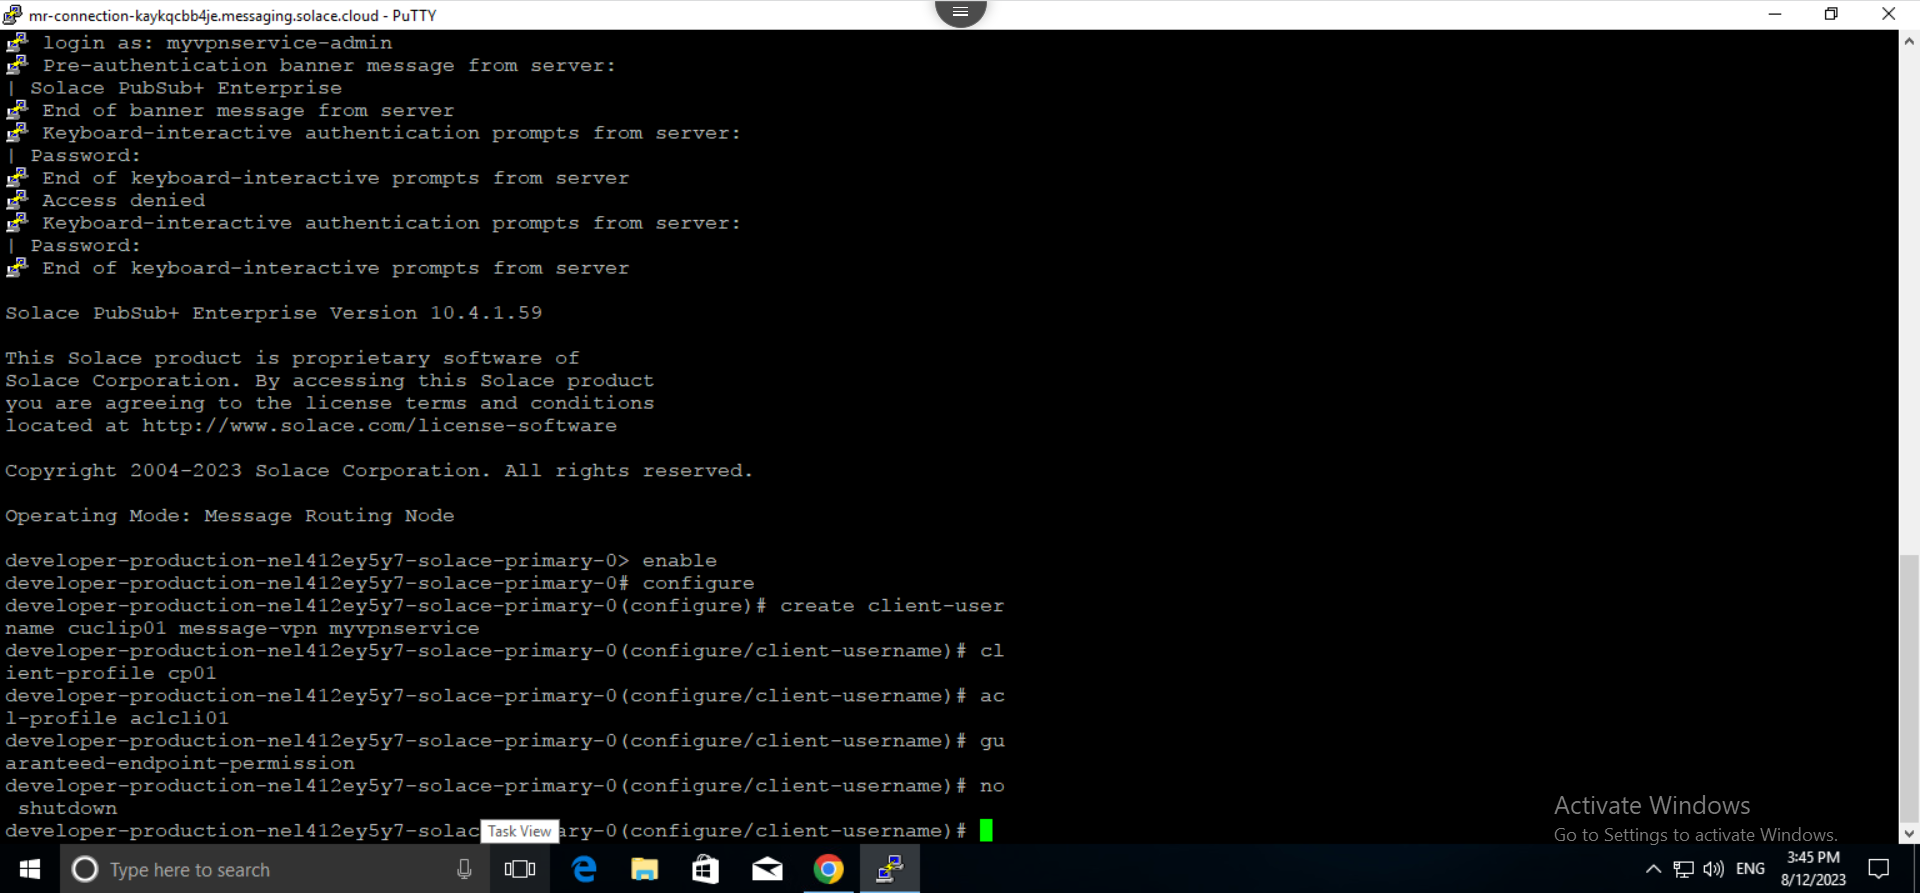 mr-connection-kaykqcbb4je.messaging.solace.cloud - PuTTY
login as: myvpnservice-admin
Pre-authentication banner message from server:
| Solace PubSub+ Enterprise
End of banner message from server
Keyboard-interactive authentication prompts from server:
| Password:
End of keyboard-interactive prompts from server
Access denied
Keyboard-interactive authentication prompts from server:
| Password:
End of keyboard-interactive prompts from server
Solace PubSub+ Enterprise Version 10.4.1.59
This Solace product is proprietary software of
Solace Corporation. By accessing this Solace product
you are agreeing to the license terms and conditions
located at http://www.solace.com/license-software
Copyright 2004-2023 Solace Corporation. All rights reserved.
Operating Mode: Message Routing Node
developer-production-nel412ey5y7-solace-primary-0> enable
developer-production-nel412ey5y7-solace-primary-0# configure
developer-production-nel412ey5y7-solace-primary-0(configure)# create client-user
name cuclip01 message-vpn myvpnservice
developer-production-nel412ey5y7-solace-primary-0(configure/client-username)# cl
ient-profile cp01
developer-production-nel412ey5y7-solace-primary-0(configure/client-username)# ac
l-profile aclcli01
developer-production-nel412ey5y7-solace-primary-0(configure/client-username)# gu
aranteed-endpoint-permission
developer-production-nel412ey5y7-solace-primary-0(configure/client-username)# no
shutdown
developer-production-nel412ey5y7-solac Task View ary-0(configure/client-username)#
Activate Windows
Go to Settings to activate Windows.
Type here to search
ENG
3:45 PM
8/12/2023